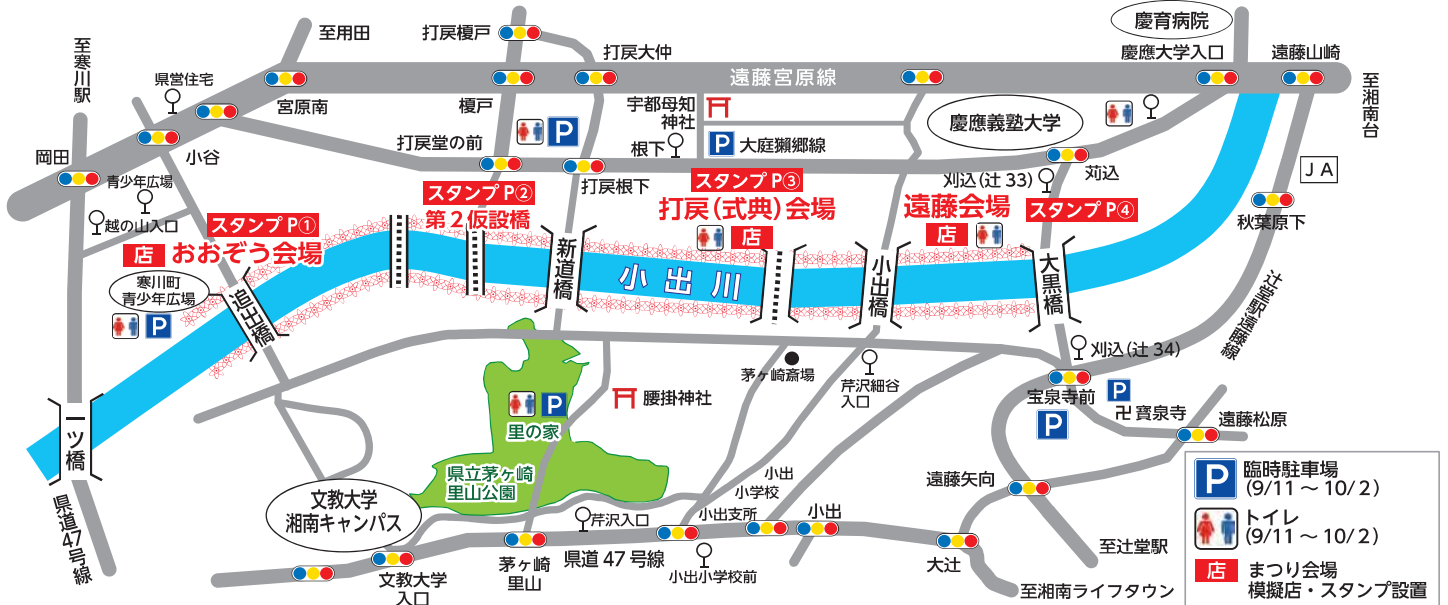 慶育病院
至用田
打戻榎戸
打戻大仲
慶應大学入口
遠藤山崎
至寒川駅
県営住宅
宮原南
榎戸
宇都母知
神社
遠藤宮原線
至湘南台
岡田
小谷
打戻堂の前
根下
P
P 大庭獺郷線
慶應義塾大学
青少年広場
越の山入口
打戻根下
刈込(辻33)
苅込
JA
スタンプP①
店 おおぞう会場
スタンプP②
第2仮設橋
スタンプP③
打戻(式典)会場
店
遠藤会場
店
スタンプP④
秋葉原下
寒川町
青少年広場
P
追出橋
新道橋
小出川
小出橋
大黒橋
辻堂駅遠藤線
一ツ橋
県道47号線
P
里の家
県立茅ヶ崎
里山公園
腰掛神社
茅ヶ崎斎場
芹沢細谷
入口
刈込(辻34)
宝泉寺前
P
P
卍寶泉寺
遠藤松原
文教大学
湘南キャンパス
文教大学
入口
茅ヶ崎
里山
芹沢入口
県道47号線
小出
小学校
小出支所
小出小学校前
小出
遠藤矢向
大辻
至辻堂駅
至湘南ライフタウン
P 臨時駐車場
(9/11～10/2)
トイレ
(9/11～10/2)
店 まつり会場
模擬店・スタンプ設置